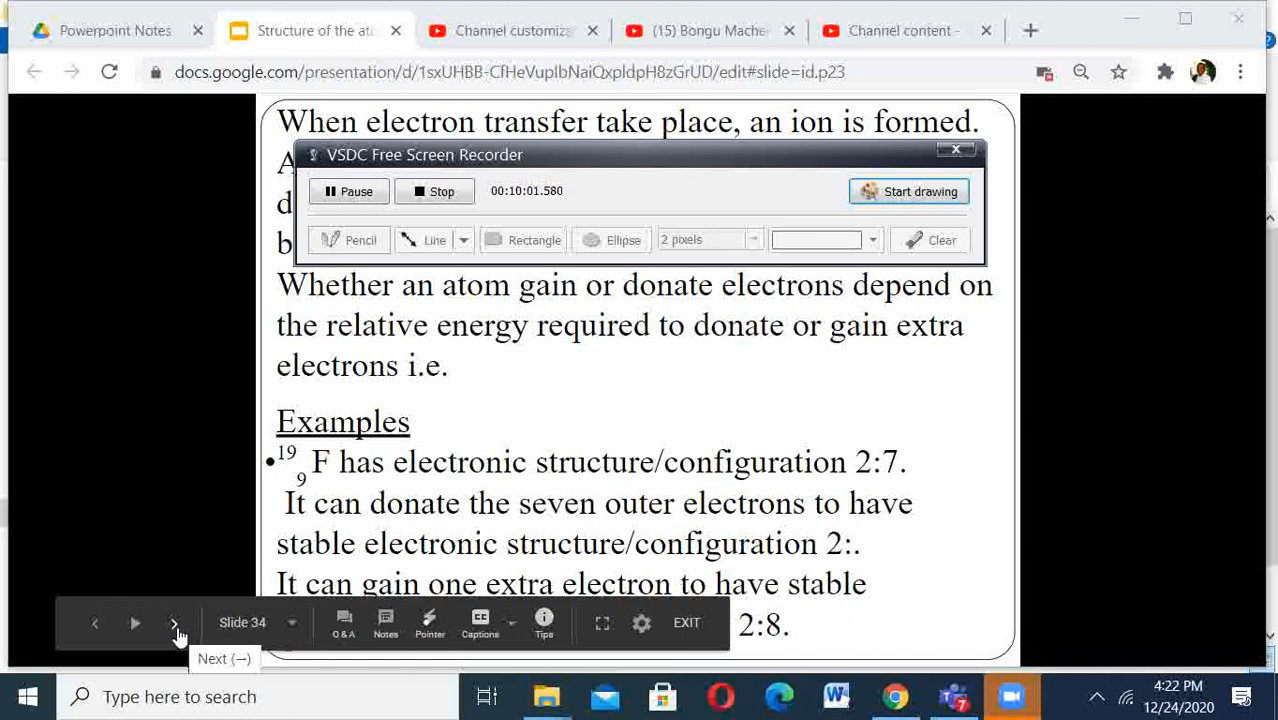 Powerpoint Notes
Structure of the ato
Channel customiz
(15) Bongu Mache
Channel content -
docs.google.com/presentation/d/1sxUHBB-CfHeVupIbNaiQxpldpH8zGrUD/edit#slide=id.p23
When electron transfer take place, an ion is formed.
A
VSDC Free Screen Recorder
d
Pause
Stop
00:10:01.580
Start drawing
b
Pencil
Line
Rectangle
Ellipse
2 pixels
Clear
Whether an atom gain or donate electrons depend on
the relative energy required to donate or gain extra
electrons i.e.
Examples
•¹⁹₉F has electronic structure/configuration 2:7.
It can donate the seven outer electrons to have
stable electronic structure/configuration 2:.
It can gain one extra electron to have stable
2:8.
Slide 34
Q & A
Notes
Pointer
CC
Captions
Tips
EXIT
Next (→)
Type here to search
W
7
4:22 PM
12/24/2020